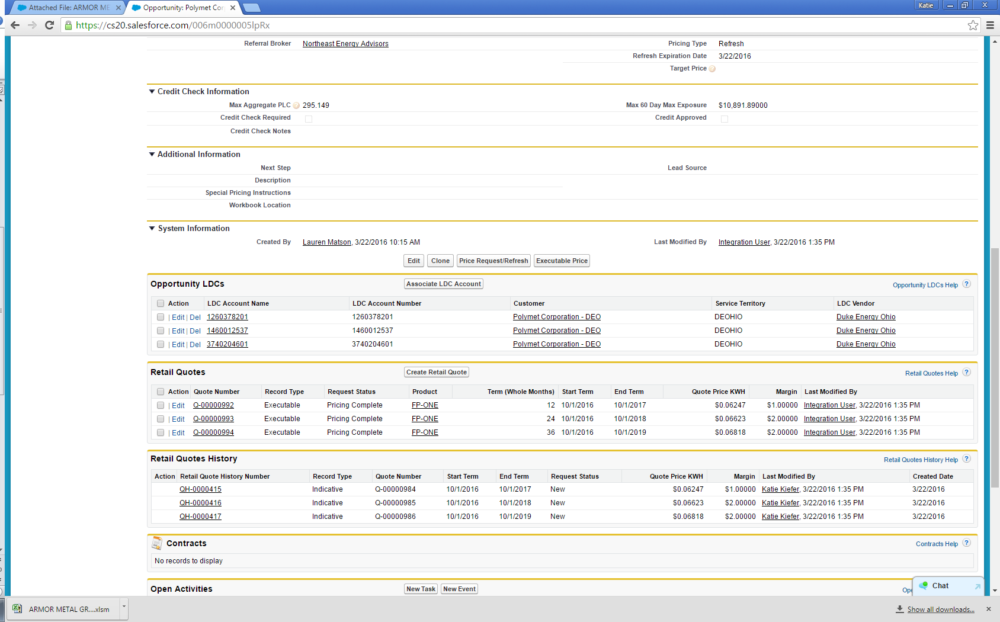 Attached File: ARMOR ME
Opportunity: Polymet Cor
Katie
https://cs20.salesforce.com/006m0000005lpRx
Referral Broker Northeast Energy Advisors Pricing Type Refresh
Refresh Expiration Date 3/22/2016
Target Price
Credit Check Information
Max Aggregate PLC 295.149 Max 60 Day Max Exposure $10,891.89000
Credit Check Required Credit Approved
Credit Check Notes
Additional Information
Next Step Lead Source
Description
Special Pricing Instructions
Workbook Location
System Information
Created By Lauren Matson, 3/22/2016 10:15 AM Last Modified By Integration User, 3/22/2016 1:35 PM
Edit Clone Price Request/Refresh Executable Price
Opportunity LDCs Associate LDC Account Opportunity LDCs Help ?
Action LDC Account Name LDC Account Number Customer Service Territory LDC Vendor
| Edit | Del 1260378201 1260378201 Polymet Corporation - DEO DEOHIO Duke Energy Ohio
| Edit | Del 1460012537 1460012537 Polymet Corporation - DEO DEOHIO Duke Energy Ohio
| Edit | Del 3740204601 3740204601 Polymet Corporation - DEO DEOHIO Duke Energy Ohio
Retail Quotes Create Retail Quote Retail Quotes Help ?
Action Quote Number Record Type Request Status Product Term (Whole Months) Start Term End Term Quote Price KWH Margin Last Modified By
| Edit Q-00000992 Executable Pricing Complete FP-ONE 12 10/1/2016 10/1/2017 $0.06247 $1.00000 Integration User, 3/22/2016 1:35 PM
| Edit Q-00000993 Executable Pricing Complete FP-ONE 24 10/1/2016 10/1/2018 $0.06623 $2.00000 Integration User, 3/22/2016 1:35 PM
| Edit Q-00000994 Executable Pricing Complete FP-ONE 36 10/1/2016 10/1/2019 $0.06818 $2.00000 Integration User, 3/22/2016 1:35 PM
Retail Quotes History Retail Quotes History Help ?
Action Retail Quote History Number Record Type Quote Number Start Term End Term Request Status Quote Price KWH Margin Last Modified By Created Date
QH-0000415 Indicative Q-00000984 10/1/2016 10/1/2017 New $0.06247 $1.00000 Katie Kiefer, 3/22/2016 1:35 PM 3/22/2016
QH-0000416 Indicative Q-00000985 10/1/2016 10/1/2018 New $0.06623 $2.00000 Katie Kiefer, 3/22/2016 1:35 PM 3/22/2016
QH-0000417 Indicative Q-00000986 10/1/2016 10/1/2019 New $0.06818 $2.00000 Katie Kiefer, 3/22/2016 1:35 PM 3/22/2016
Contracts Contracts Help ?
No records to display
Open Activities New Task New Event Ope
Chat
ARMOR METAL GR....xlsm Show all downloads...